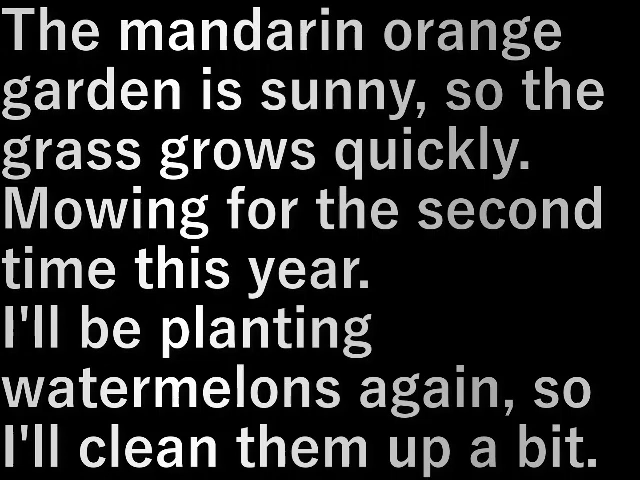 The mandarin orange
garden is sunny, so the
grass grows quickly.
Mowing for the second
time this year.
I'll be planting
watermelons again, so
I'll clean them up a bit.